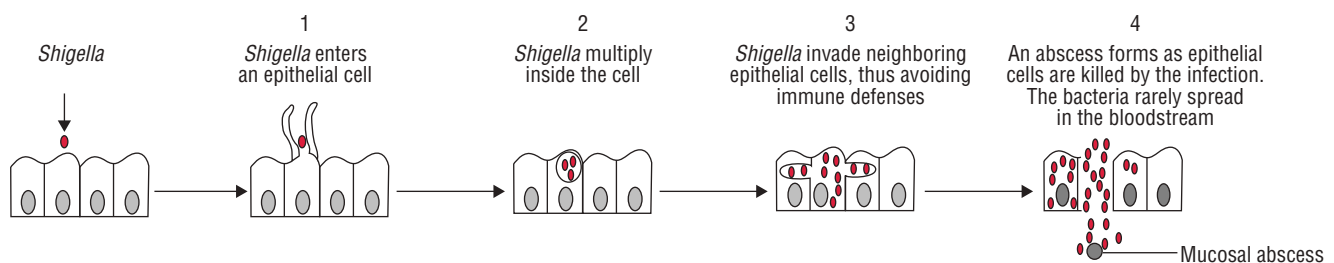 Shigella
1
Shigella enters
an epithelial cell
2
Shigella multiply
inside the cell
3
Shigella invade neighboring
epithelial cells, thus avoiding
immune defenses
4
An abscess forms as epithelial
cells are killed by the infection.
The bacteria rarely spread
in the bloodstream
Mucosal abscess